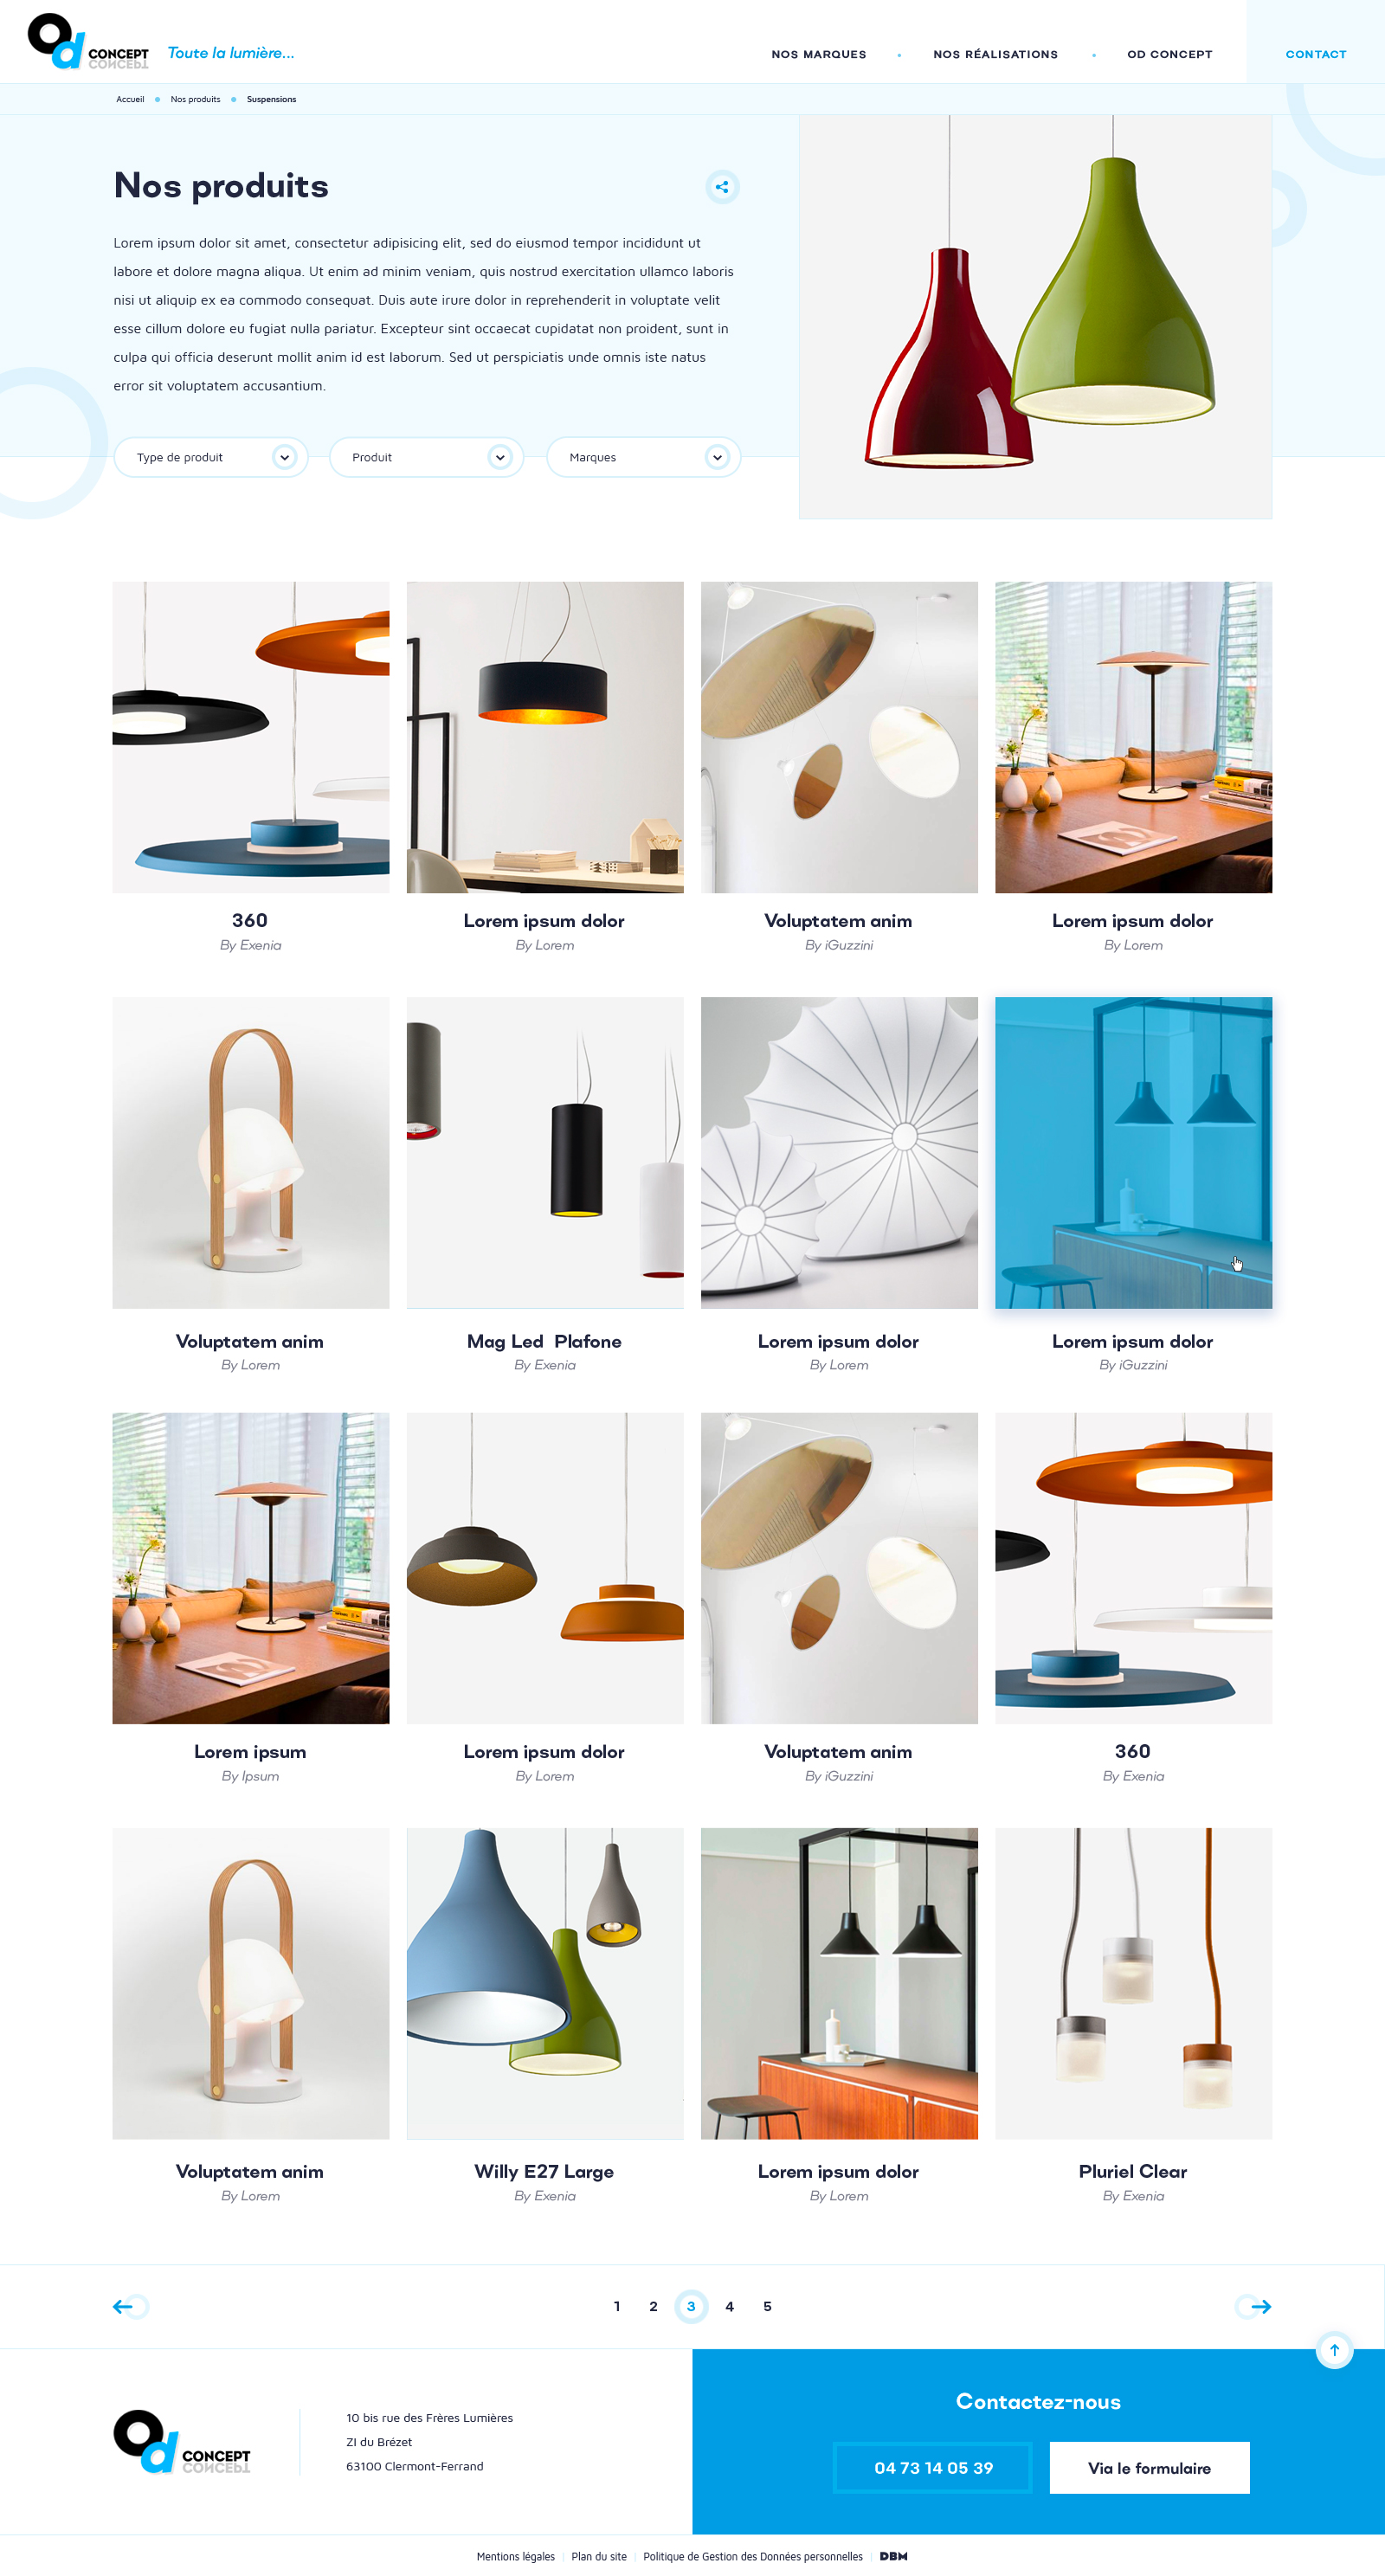 Od CONCEPT
Toute la lumière...
NOS MARQUES
NOS RÉALISATIONS
OD CONCEPT
CONTACT
Accueil
Nos produits
Suspensions
Nos produits
Lorem ipsum dolor sit amet, consectetur adipisicing elit, sed do eiusmod tempor incididunt ut
labore et dolore magna aliqua. Ut enim ad minim veniam, quis nostrud exercitation ullamco laboris
nisi ut aliquip ex ea commodo consequat. Duis aute irure dolor in reprehenderit in voluptate velit
esse cillum dolore eu fugiat nulla pariatur. Excepteur sint occaecat cupidatat non proident, sunt in
culpa qui officia deserunt mollit anim id est laborum. Sed ut perspiciatis unde omnis iste natus
error sit voluptatem accusantium.
Type de produit
Produit
Marques
360
By Exenia
Lorem ipsum dolor
By Lorem
Voluptatem anim
By iGuzzini
Lorem ipsum dolor
By Lorem
Voluptatem anim
By Lorem
Mag Led Plafone
By Exenia
Lorem ipsum dolor
By Lorem
Lorem ipsum dolor
By iGuzzini
Lorem ipsum
By Ipsum
Lorem ipsum dolor
By Lorem
Voluptatem anim
By iGuzzini
360
By Exenia
Voluptatem anim
By Lorem
Willy E27 Large
By Exenia
Lorem ipsum dolor
By Lorem
Pluriel Clear
By Exenia
1 2 3 4 5
Od CONCEPT
10 bis rue des Frères Lumières
ZI du Brézet
63100 Clermont-Ferrand
Contactez-nous
04 73 14 05 39
Via le formulaire
Mentions légales | Plan du site | Politique de Gestion des Données personnelles | DBM